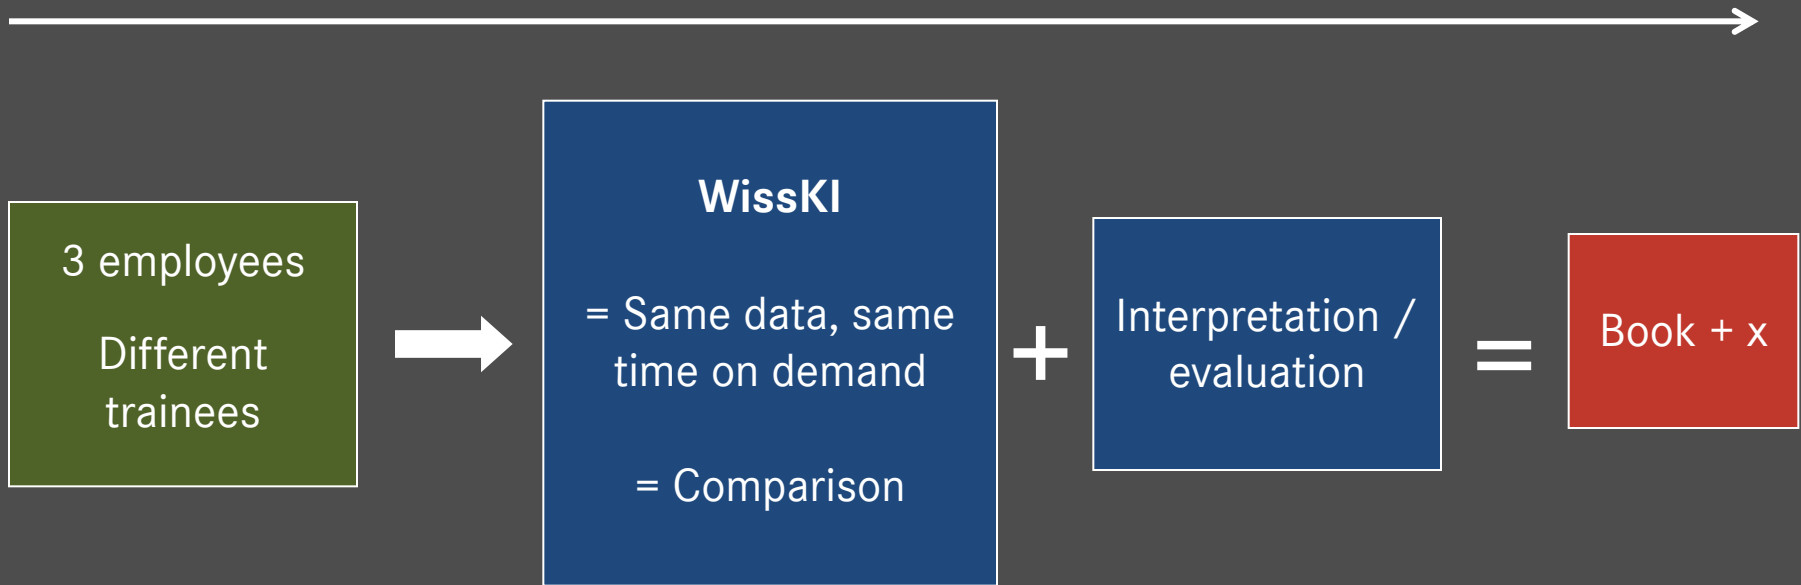 3 employees
Different
trainees
WissKI
= Same data, same
time on demand
= Comparison
+
Interpretation /
evaluation
=
Book + x